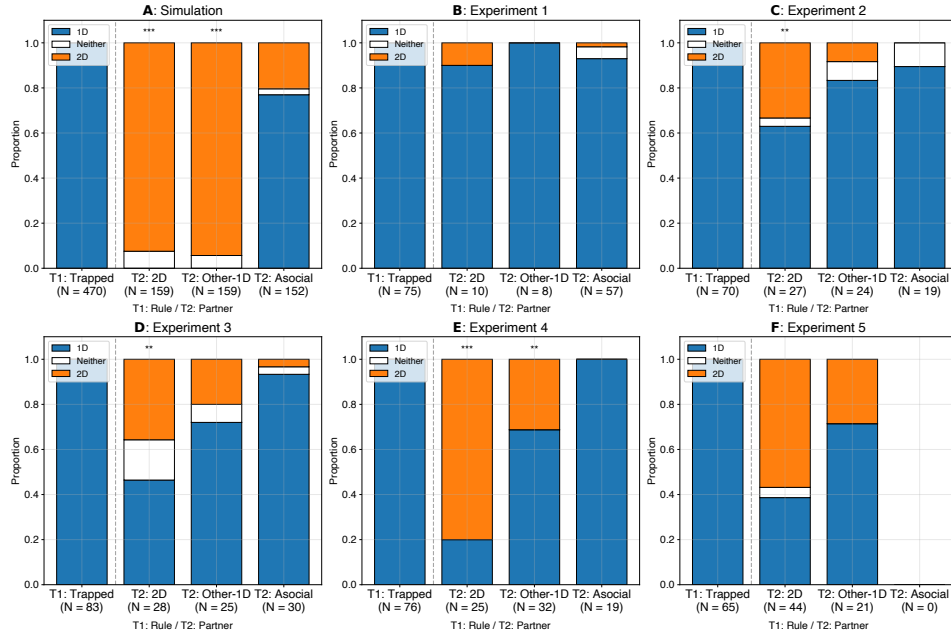 A: Simulation
1D
Neither
2D
***
***
1.0
0.8
0.6
0.4
0.2
0.0
Proportion
T1: Trapped
(N = 470)
T2: 2D
(N = 159)
T2: Other-1D
(N = 159)
T2: Asocial
(N = 152)
T1: Rule / T2: Partner
B: Experiment 1
1D
Neither
2D
1.0
0.8
0.6
0.4
0.2
0.0
Proportion
T1: Trapped
(N = 75)
T2: 2D
(N = 10)
T2: Other-1D
(N = 8)
T2: Asocial
(N = 57)
T1: Rule / T2: Partner
C: Experiment 2
1D
Neither
2D
**
1.0
0.8
0.6
0.4
0.2
0.0
Proportion
T1: Trapped
(N = 70)
T2: 2D
(N = 27)
T2: Other-1D
(N = 24)
T2: Asocial
(N = 19)
T1: Rule / T2: Partner
D: Experiment 3
1D
Neither
2D
**
1.0
0.8
0.6
0.4
0.2
0.0
Proportion
T1: Trapped
(N = 83)
T2: 2D
(N = 28)
T2: Other-1D
(N = 25)
T2: Asocial
(N = 30)
T1: Rule / T2: Partner
E: Experiment 4
1D
Neither
2D
***
**
1.0
0.8
0.6
0.4
0.2
0.0
Proportion
T1: Trapped
(N = 76)
T2: 2D
(N = 25)
T2: Other-1D
(N = 32)
T2: Asocial
(N = 19)
T1: Rule / T2: Partner
F: Experiment 5
1D
Neither
2D
1.0
0.8
0.6
0.4
0.2
0.0
Proportion
T1: Trapped
(N = 65)
T2: 2D
(N = 44)
T2: Other-1D
(N = 21)
T2: Asocial
(N = 0)
T1: Rule / T2: Partner